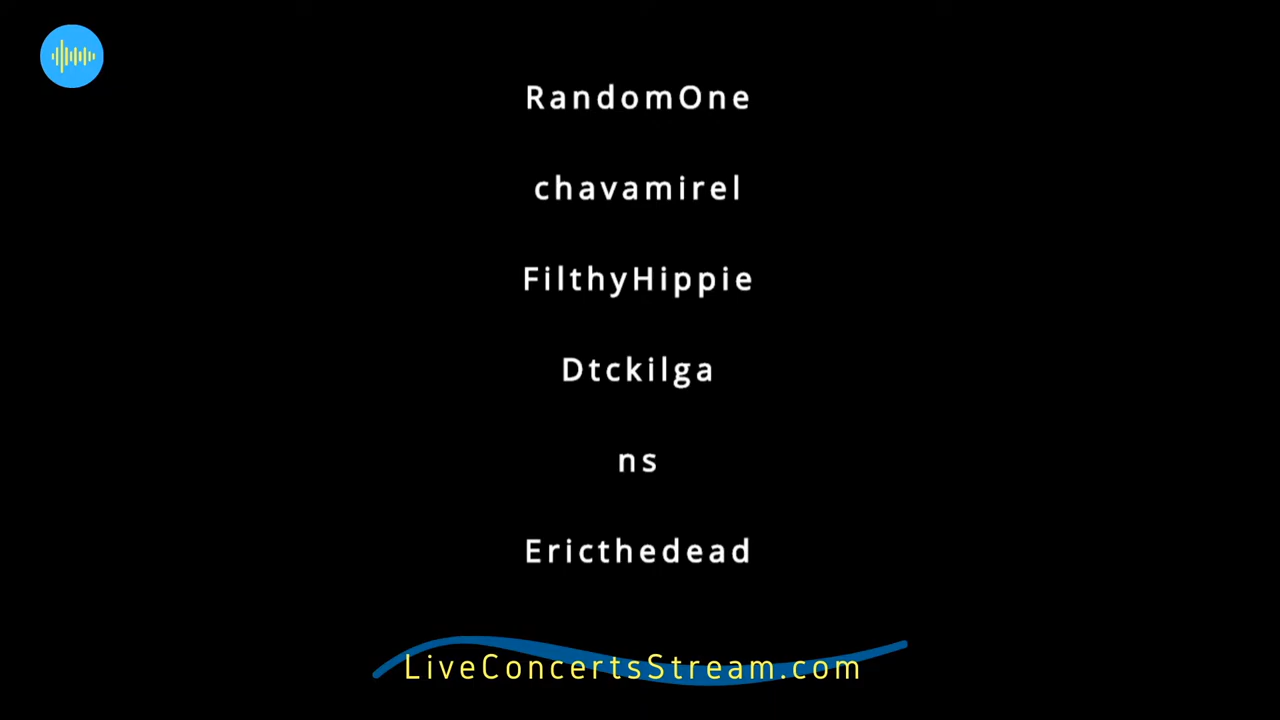 RandomOne
chavamirel
FilthyHippie
Dtckilga
ns
Ericthedead
LiveConcertsStream.com